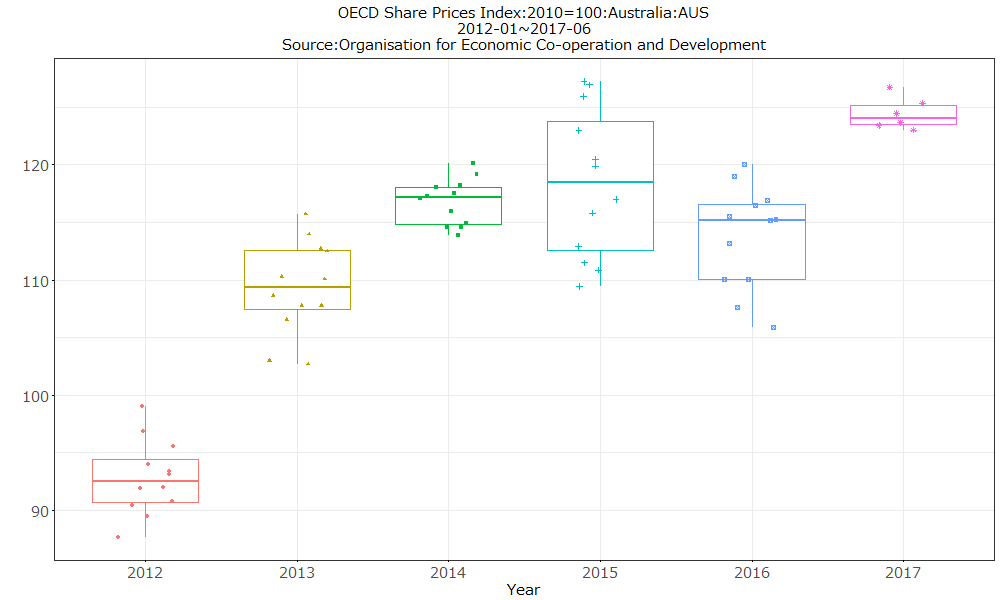 OECD Share Prices Index:2010=100:Australia:AUS
2012-01~2017-06
Source:Organisation for Economic Co-operation and Development
120
110
100
90
2012 2013 2014 2015 2016 2017
Year